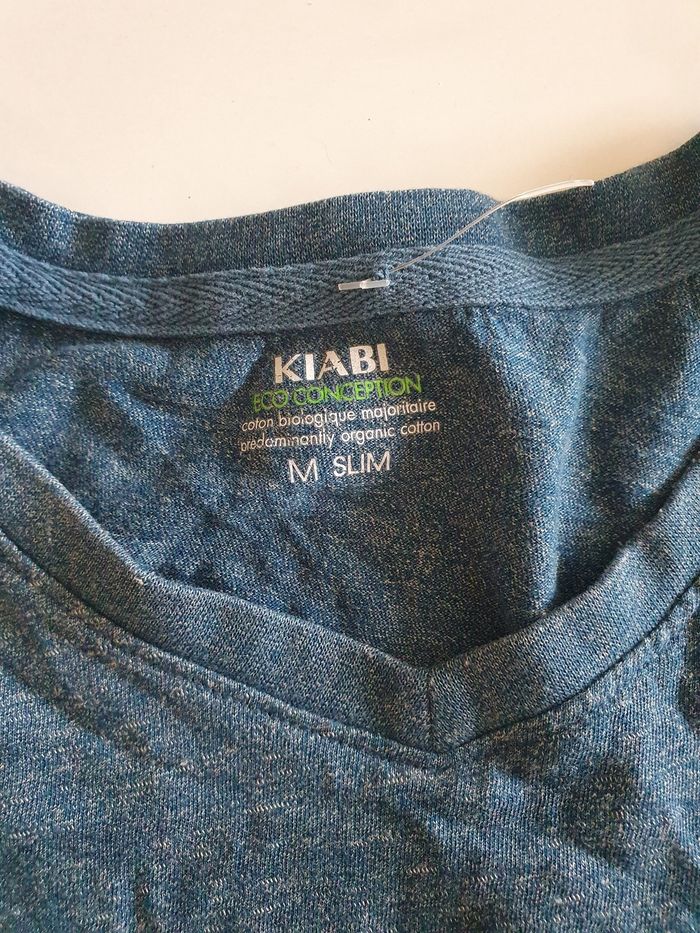 KIABI
ECO CONCEPTION
coton biologique majoritaire
predominantly organic cotton
M SLIM